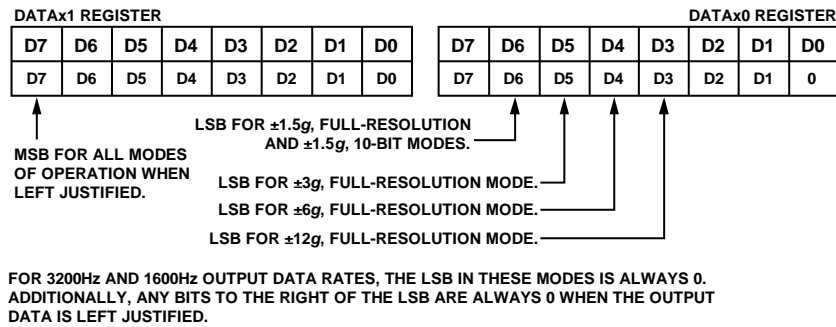 DATAx1 REGISTER
DATAx0 REGISTER
D7 D6 D5 D4 D3 D2 D1 D0
D7 D6 D5 D4 D3 D2 D1 D0
D7 D6 D5 D4 D3 D2 D1 D0
D7 D6 D5 D4 D3 D2 D1 0
LSB FOR ±1.5g, FULL-RESOLUTION
AND ±1.5g, 10-BIT MODES.
MSB FOR ALL MODES
OF OPERATION WHEN
LEFT JUSTIFIED.
LSB FOR ±3g, FULL-RESOLUTION MODE.
LSB FOR ±6g, FULL-RESOLUTION MODE.
LSB FOR ±12g, FULL-RESOLUTION MODE.
FOR 3200Hz AND 1600Hz OUTPUT DATA RATES, THE LSB IN THESE MODES IS ALWAYS 0.
ADDITIONALLY, ANY BITS TO THE RIGHT OF THE LSB ARE ALWAYS 0 WHEN THE OUTPUT
DATA IS LEFT JUSTIFIED.